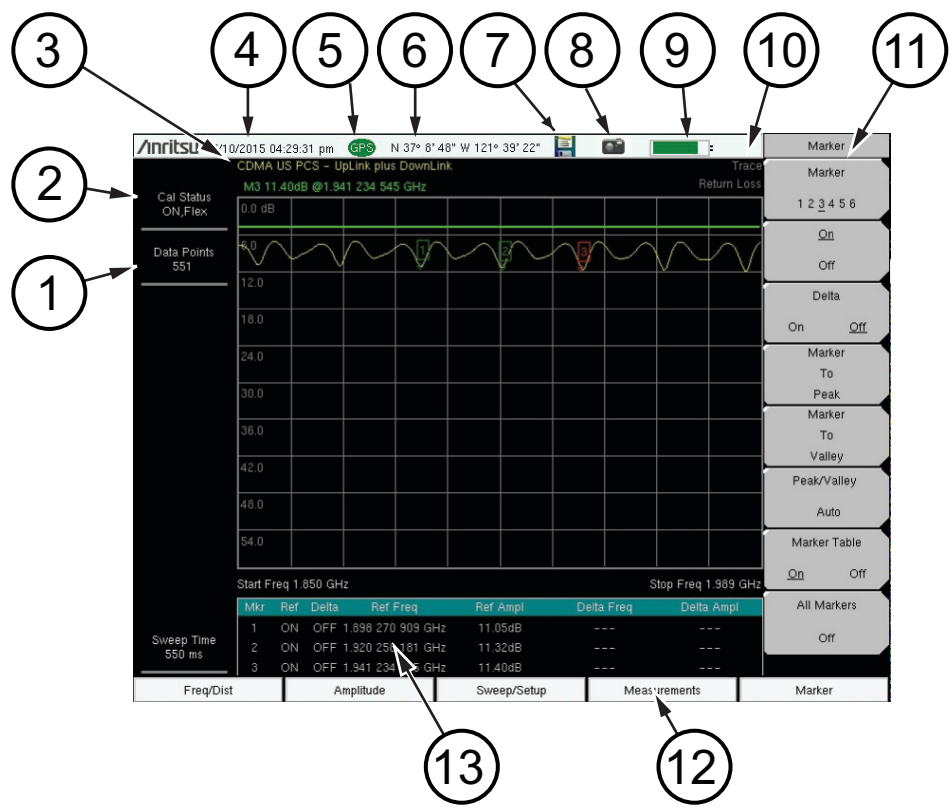 3
4
5
6
7
8
9
10
11
2
1
13
12
/inritsu /10/2015 04:29:31 pm GPS N 37° 8' 48" W 121° 39' 22"
CDMA US PCS - UpLink plus DownLink
Trace
M3 11.40dB @1.941 234 545 GHz
Return Loss
Cal Status
ON,Flex
Data Points
551
0.0 dB
6.0
12.0
18.0
24.0
30.0
36.0
42.0
48.0
54.0
1
2
3
Start Freq 1.850 GHz
Stop Freq 1.989 GHz
Mkr Ref Delta Ref Freq Ref Ampl Delta Freq Delta Ampl
1 ON OFF 1.898 270 909 GHz 11.05dB --- ---
2 ON OFF 1.920 256 181 GHz 11.32dB --- ---
3 ON OFF 1.941 234 GHz 11.40dB --- ---
Sweep Time
550 ms
Marker
Marker
1 2 3 4 5 6
On
Off
Delta
On Off
Marker
To
Peak
Marker
To
Valley
Peak/Valley
Auto
Marker Table
On Off
All Markers
Off
Freq/Dist
Amplitude
Sweep/Setup
Measurements
Marker